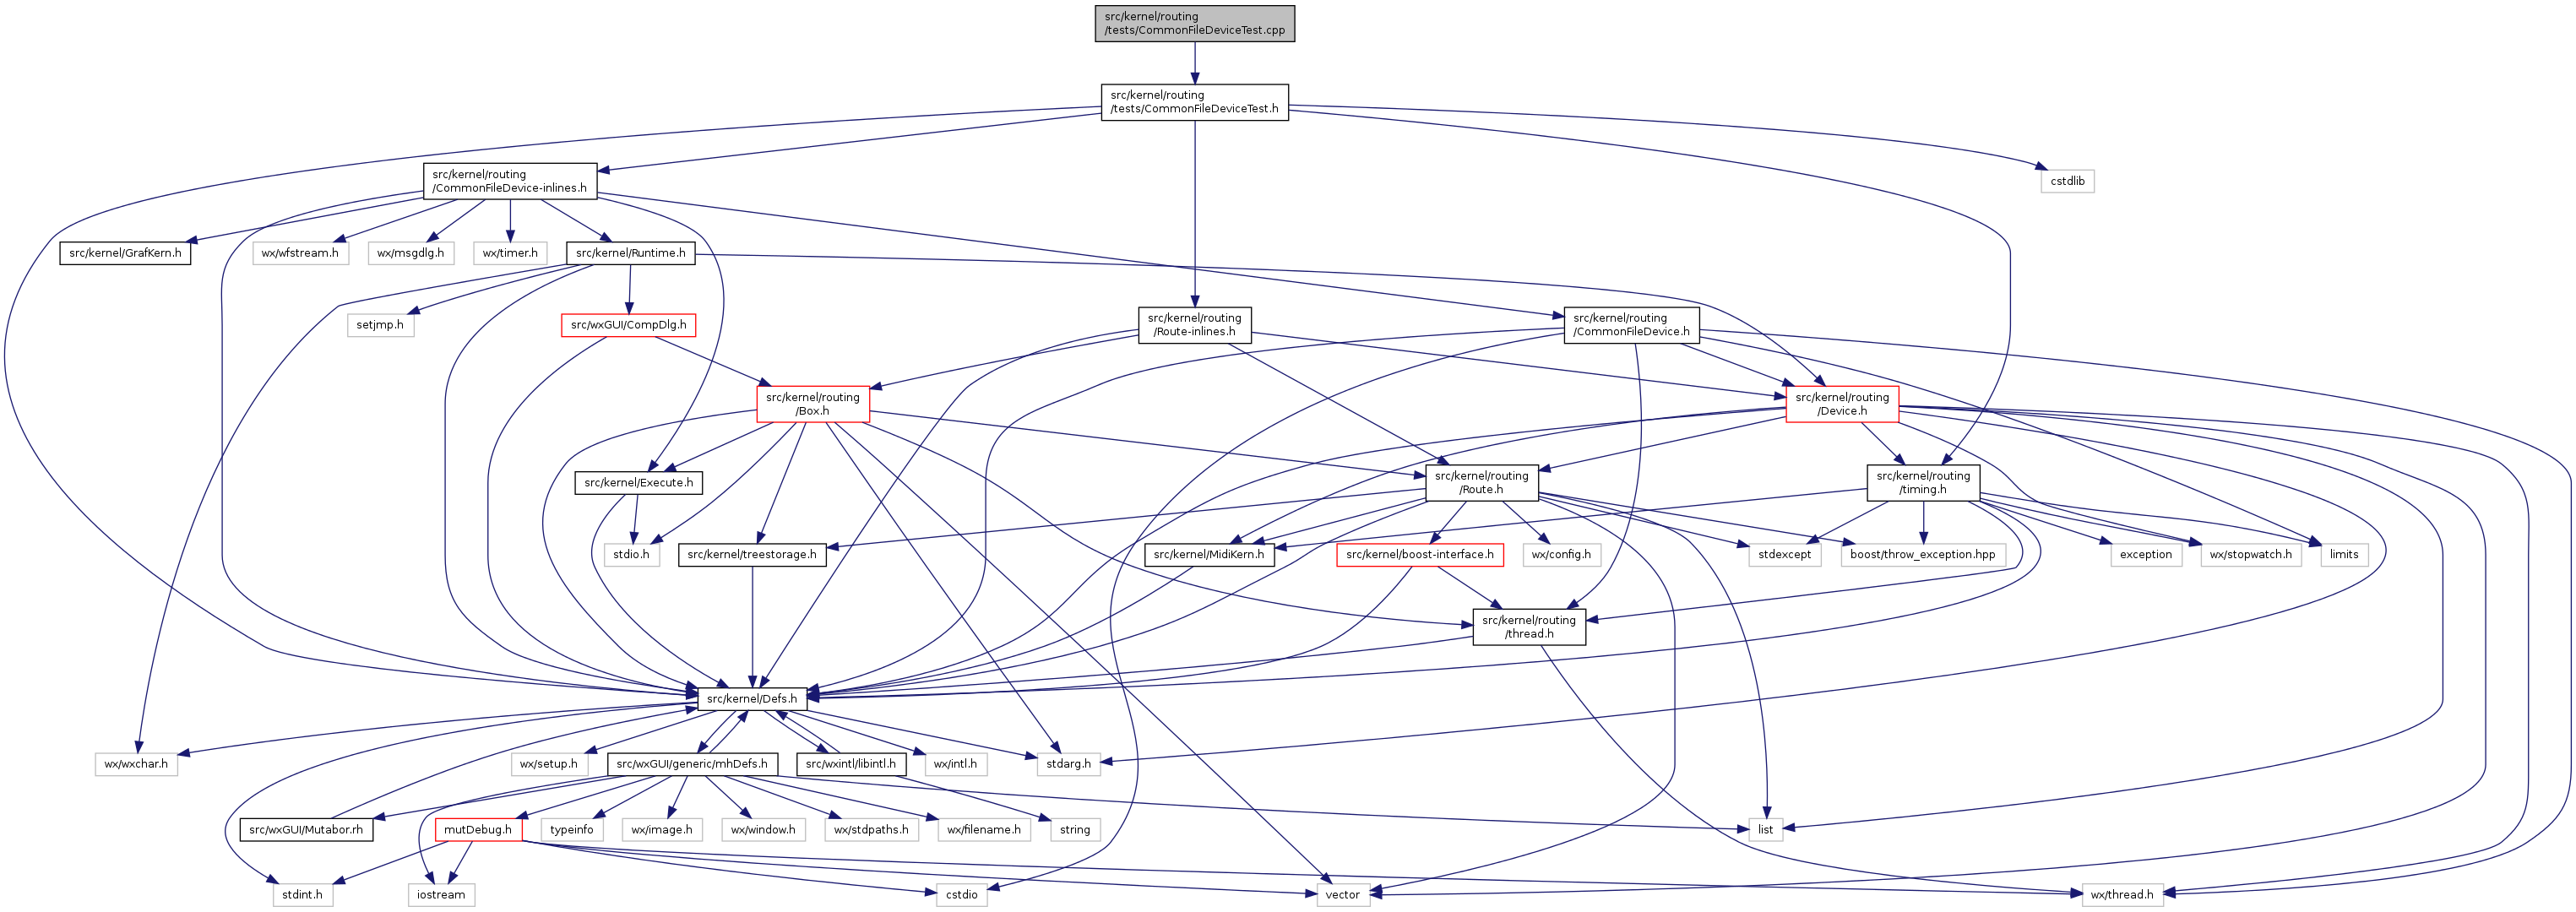 src/kernel/routing
/tests/CommonFileDeviceTest.cpp
src/kernel/routing
/tests/CommonFileDeviceTest.h
src/kernel/routing
/CommonFileDevice-inlines.h
cstdlib
src/kernel/GrafKern.h
wx/wfstream.h
wx/msgdlg.h
wx/timer.h
src/kernel/Runtime.h
setjmp.h
src/wxGUI/CompDlg.h
src/kernel/routing
/Route-inlines.h
src/kernel/routing
/CommonFileDevice.h
src/kernel/routing
/Box.h
src/kernel/routing
/Device.h
src/kernel/Execute.h
src/kernel/routing
/Route.h
src/kernel/routing
/timing.h
stdio.h
src/kernel/treestorage.h
src/kernel/MidiKern.h
src/kernel/boost-interface.h
wx/config.h
stdexcept
boost/throw_exception.hpp
exception
wx/stopwatch.h
limits
src/kernel/routing
/thread.h
src/kernel/Defs.h
wx/wxchar.h
wx/setup.h
src/wxGUI/generic/mhDefs.h
src/wxintl/libintl.h
wx/intl.h
stdarg.h
src/wxGUI/Mutabor.rh
mutDebug.h
typeinfo
wx/image.h
wx/window.h
wx/stdpaths.h
wx/filename.h
string
list
stdint.h
iostream
cstdio
vector
wx/thread.h